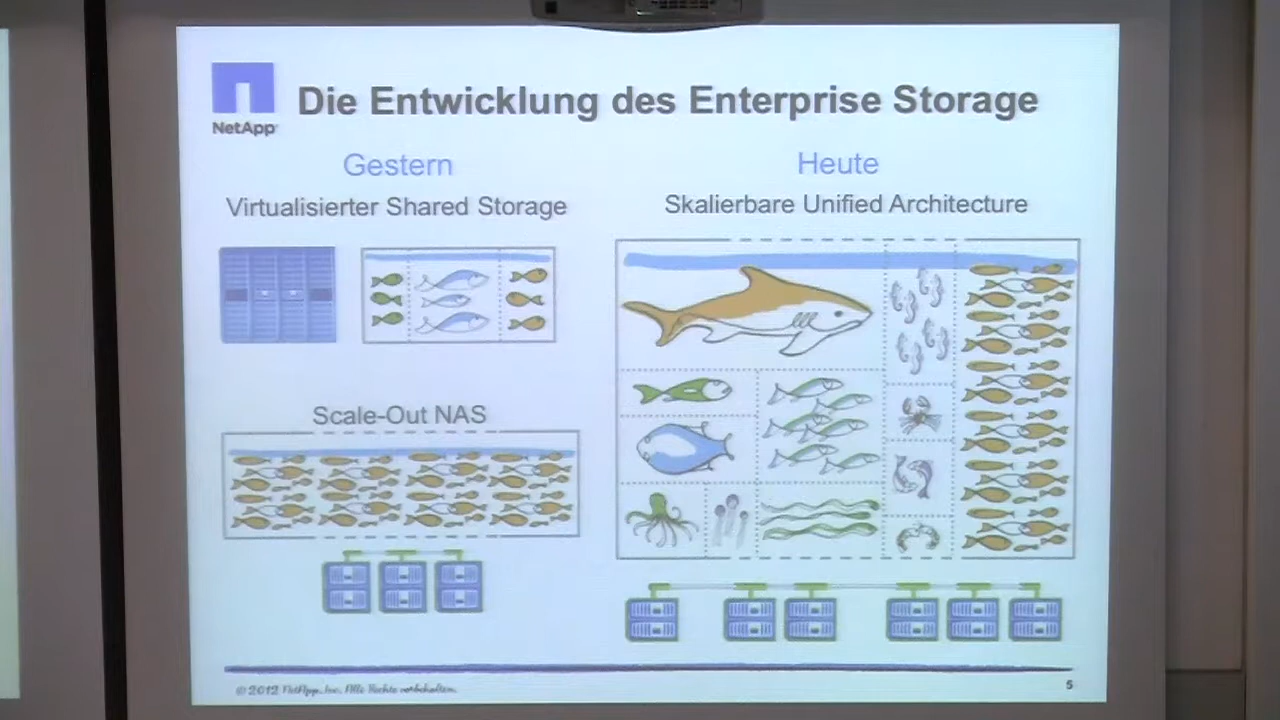 NetApp
Die Entwicklung des Enterprise Storage
Gestern
Heute
Virtualisierter Shared Storage
Skalierbare Unified Architecture
Scale-Out NAS
© 2012 NetApp, Inc. Alle Rechte vorbehalten.
5